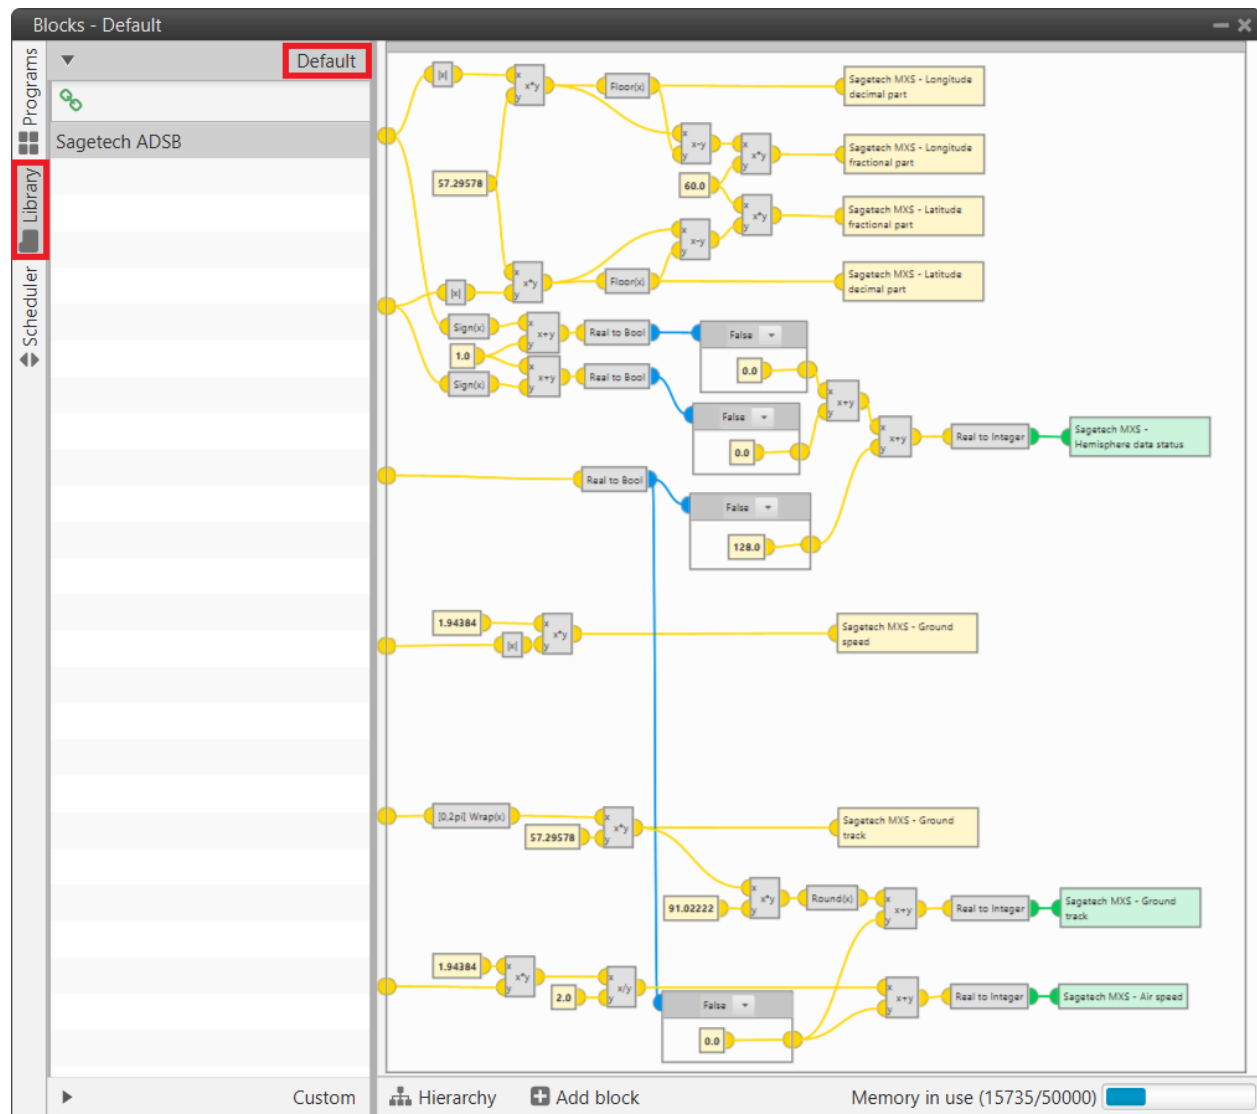 Blocks - Default
Programs
Library
Scheduler
Default
Sagetech ADSB
Custom
|x|
x
y
x*y
Floor(x)
Sagetech MXS - Longitude
decimal part
x
y
x-y
x
y
x*y
Sagetech MXS - Longitude
fractional part
57.29578
60.0
x
y
x*y
Sagetech MXS - Latitude
fractional part
x
y
x-y
|x|
x
y
x*y
Floor(x)
Sagetech MXS - Latitude
decimal part
Sign(x)
x
y
x+y
Real to Bool
False
1.0
0.0
Sign(x)
x
y
x+y
Real to Bool
x
y
x+y
False
0.0
x
y
x+y
Real to Integer
Sagetech MXS -
Hemisphere data status
Real to Bool
False
128.0
1.94384
|x|
x
y
x*y
Sagetech MXS - Ground
speed
[0,2pi] Wrap(x)
57.29578
x
y
x*y
Sagetech MXS - Ground
track
91.02222
x
y
x*y
Round(x)
x
y
x+y
Real to Integer
Sagetech MXS - Ground
track
1.94384
x
y
x*y
2.0
x
y
x/y
x
y
x+y
Real to Integer
Sagetech MXS - Air speed
False
0.0
Hierarchy
Add block
Memory in use (15735/50000)